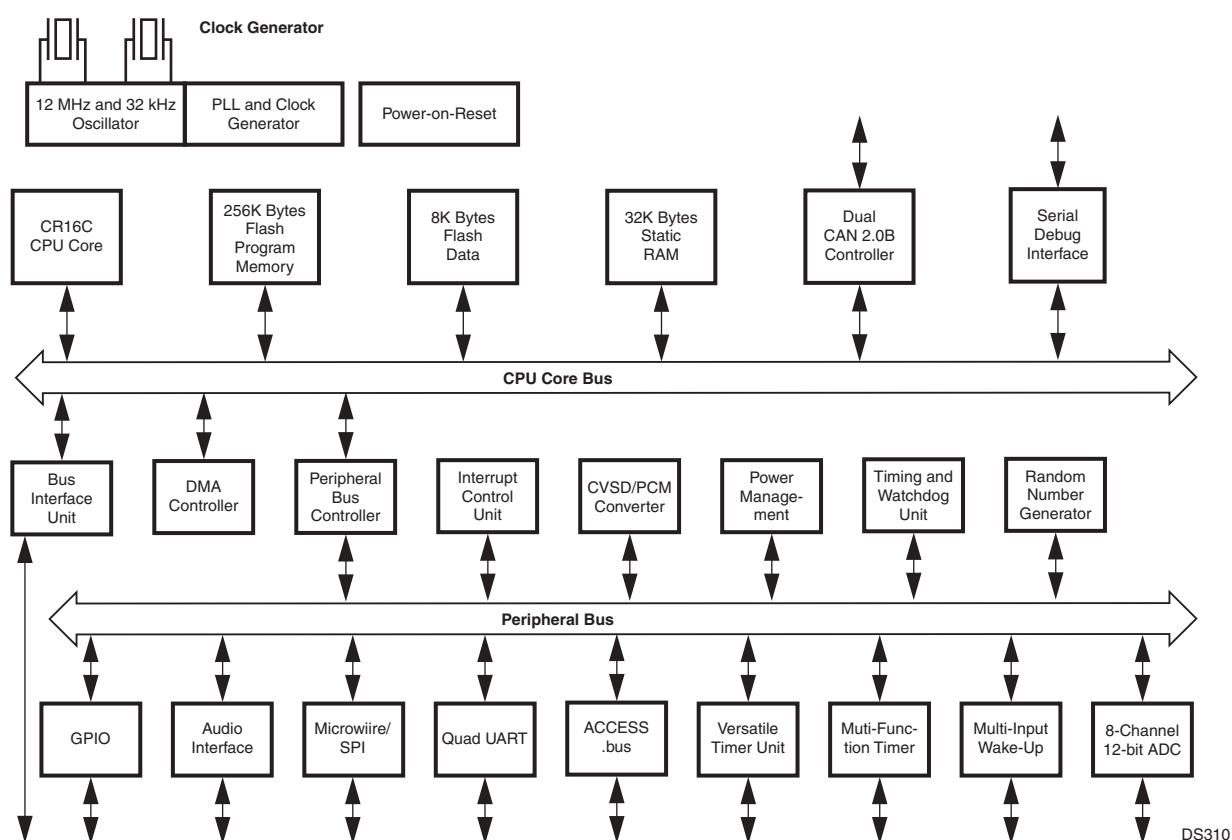 Clock Generator
12 MHz and 32 kHz
Oscillator
PLL and Clock
Generator
Power-on-Reset
CR16C
CPU Core
256K Bytes
Flash
Program
Memory
8K Bytes
Flash
Data
32K Bytes
Static
RAM
Dual
CAN 2.0B
Controller
Serial
Debug
Interface
CPU Core Bus
Bus
Interface
Unit
DMA
Controller
Peripheral
Bus
Controller
Interrupt
Control
Unit
CVSD/PCM
Converter
Power
Manage-
ment
Timing and
Watchdog
Unit
Random
Number
Generator
Peripheral Bus
GPIO
Audio
Interface
Microwiire/
SPI
Quad UART
ACCESS
.bus
Versatile
Timer Unit
Muti-Func-
tion Timer
Multi-Input
Wake-Up
8-Channel
12-bit ADC
DS310